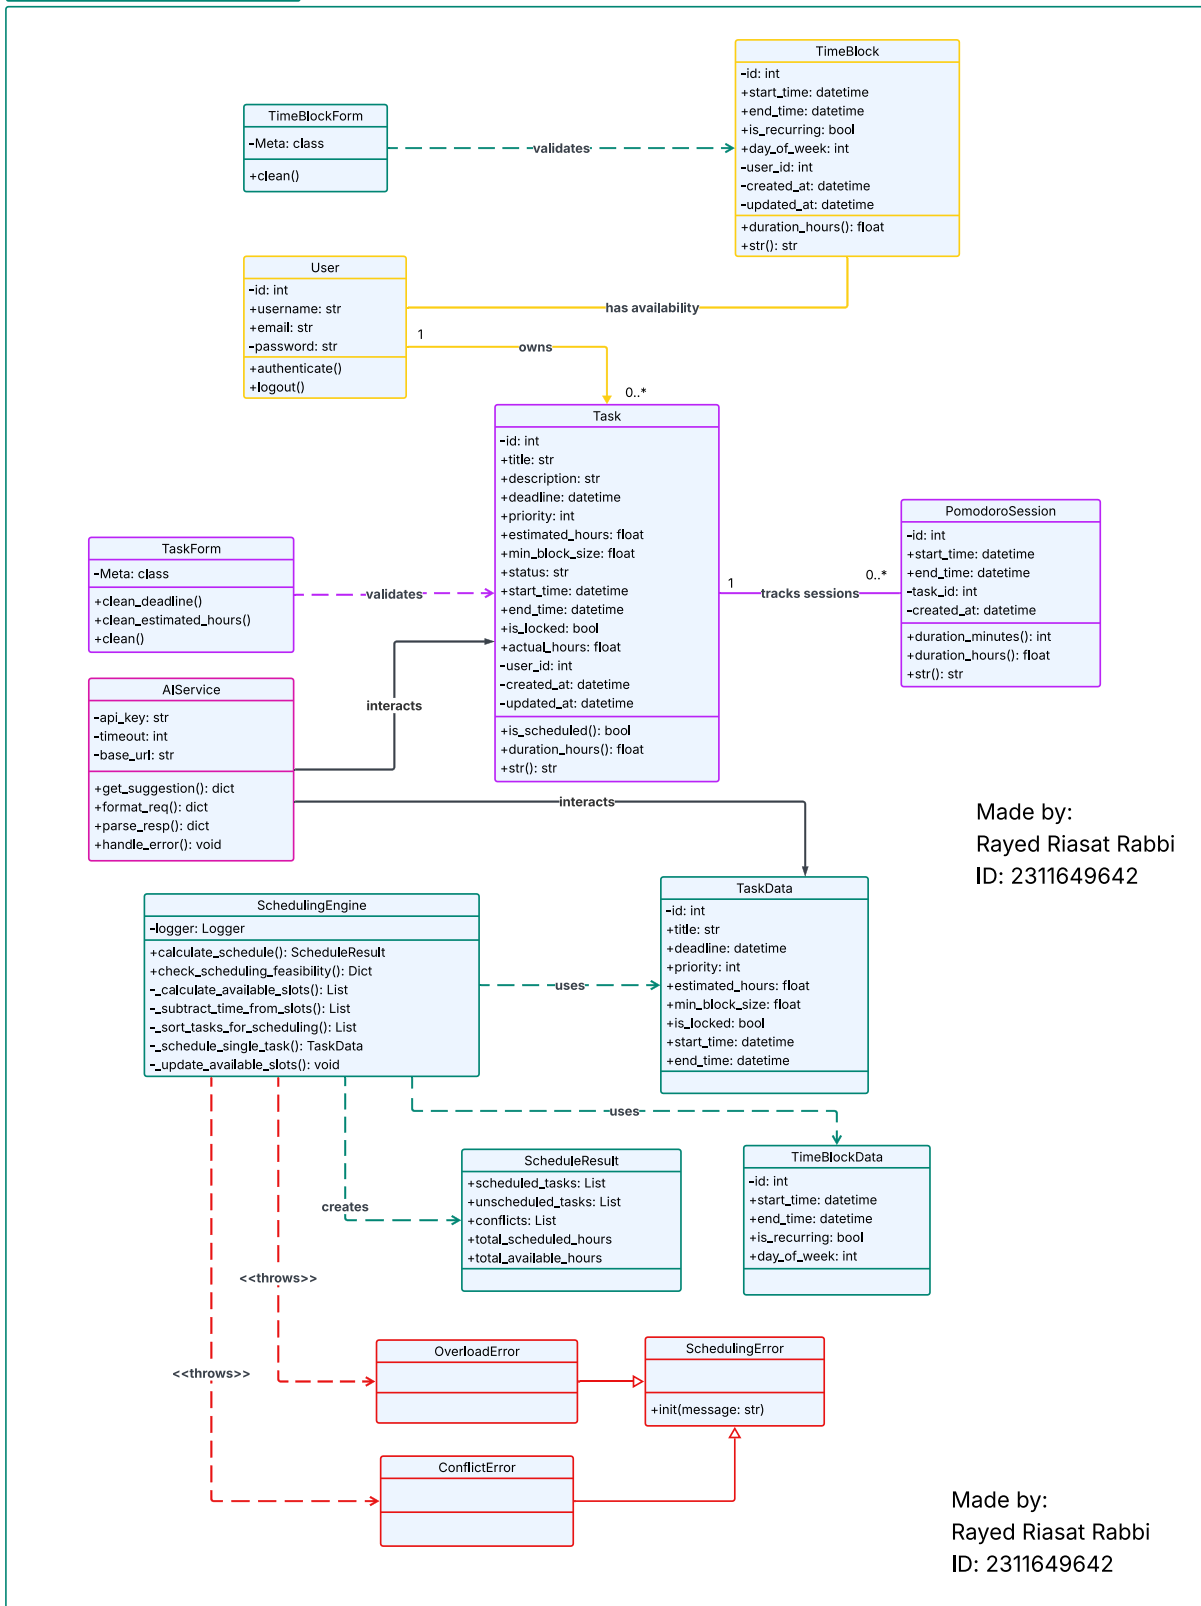 TimeBlock
-id: int
+start_time: datetime
+end_time: datetime
+is_recurring: bool
+day_of_week: int
-user_id: int
-created_at: datetime
-updated_at: datetime
+duration_hours(): float
+str(): str
TimeBlockForm
-Meta: class
+clean()
validates
User
-id: int
+username: str
+email: str
-password: str
+authenticate()
+logout()
has availability
1
owns
0..*
Task
-id: int
+title: str
+description: str
+deadline: datetime
+priority: int
+estimated_hours: float
+min_block_size: float
+status: str
+start_time: datetime
+end_time: datetime
+is_locked: bool
+actual_hours: float
-user_id: int
-created_at: datetime
-updated_at: datetime
+is_scheduled(): bool
+duration_hours(): float
+str(): str
PomodoroSession
-id: int
+start_time: datetime
+end_time: datetime
-task_id: int
-created_at: datetime
+duration_minutes(): int
+duration_hours(): float
+str(): str
1
0..*
tracks sessions
TaskForm
-Meta: class
+clean_deadline()
+clean_estimated_hours()
+clean()
validates
AIService
-api_key: str
-timeout: int
-base_url: str
+get_suggestion(): dict
+format_req(): dict
+parse_resp(): dict
+handle_error(): void
interacts
interacts
Made by:
Rayed Riasat Rabbi
ID: 2311649642
TaskData
-id: int
+title: str
+deadline: datetime
+priority: int
+estimated_hours: float
+min_block_size: float
+is_locked: bool
+start_time: datetime
+end_time: datetime
SchedulingEngine
-logger: Logger
+calculate_schedule(): ScheduleResult
+check_scheduling_feasibility(): Dict
-_calculate_available_slots(): List
-_subtract_time_from_slots(): List
-_sort_tasks_for_scheduling(): List
-_schedule_single_task(): TaskData
-_update_available_slots(): void
uses
uses
TimeBlockData
-id: int
+start_time: datetime
+end_time: datetime
+is_recurring: bool
+day_of_week: int
ScheduleResult
+scheduled_tasks: List
+unscheduled_tasks: List
+conflicts: List
+total_scheduled_hours
+total_available_hours
creates
<<throws>>
<<throws>>
OverloadError
SchedulingError
+init(message: str)
ConflictError
Made by:
Rayed Riasat Rabbi
ID: 2311649642